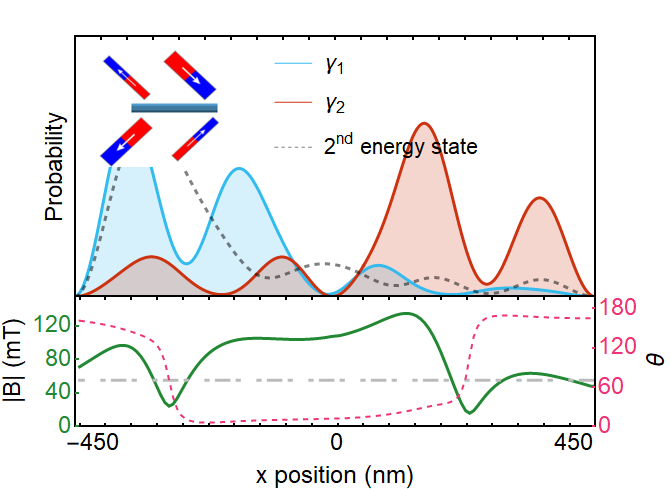 γ1
γ2
2nd energy state
Probability
|B| (mT)
120
80
40
0
180
120
60
0
θ
−450
0
450
x position (nm)